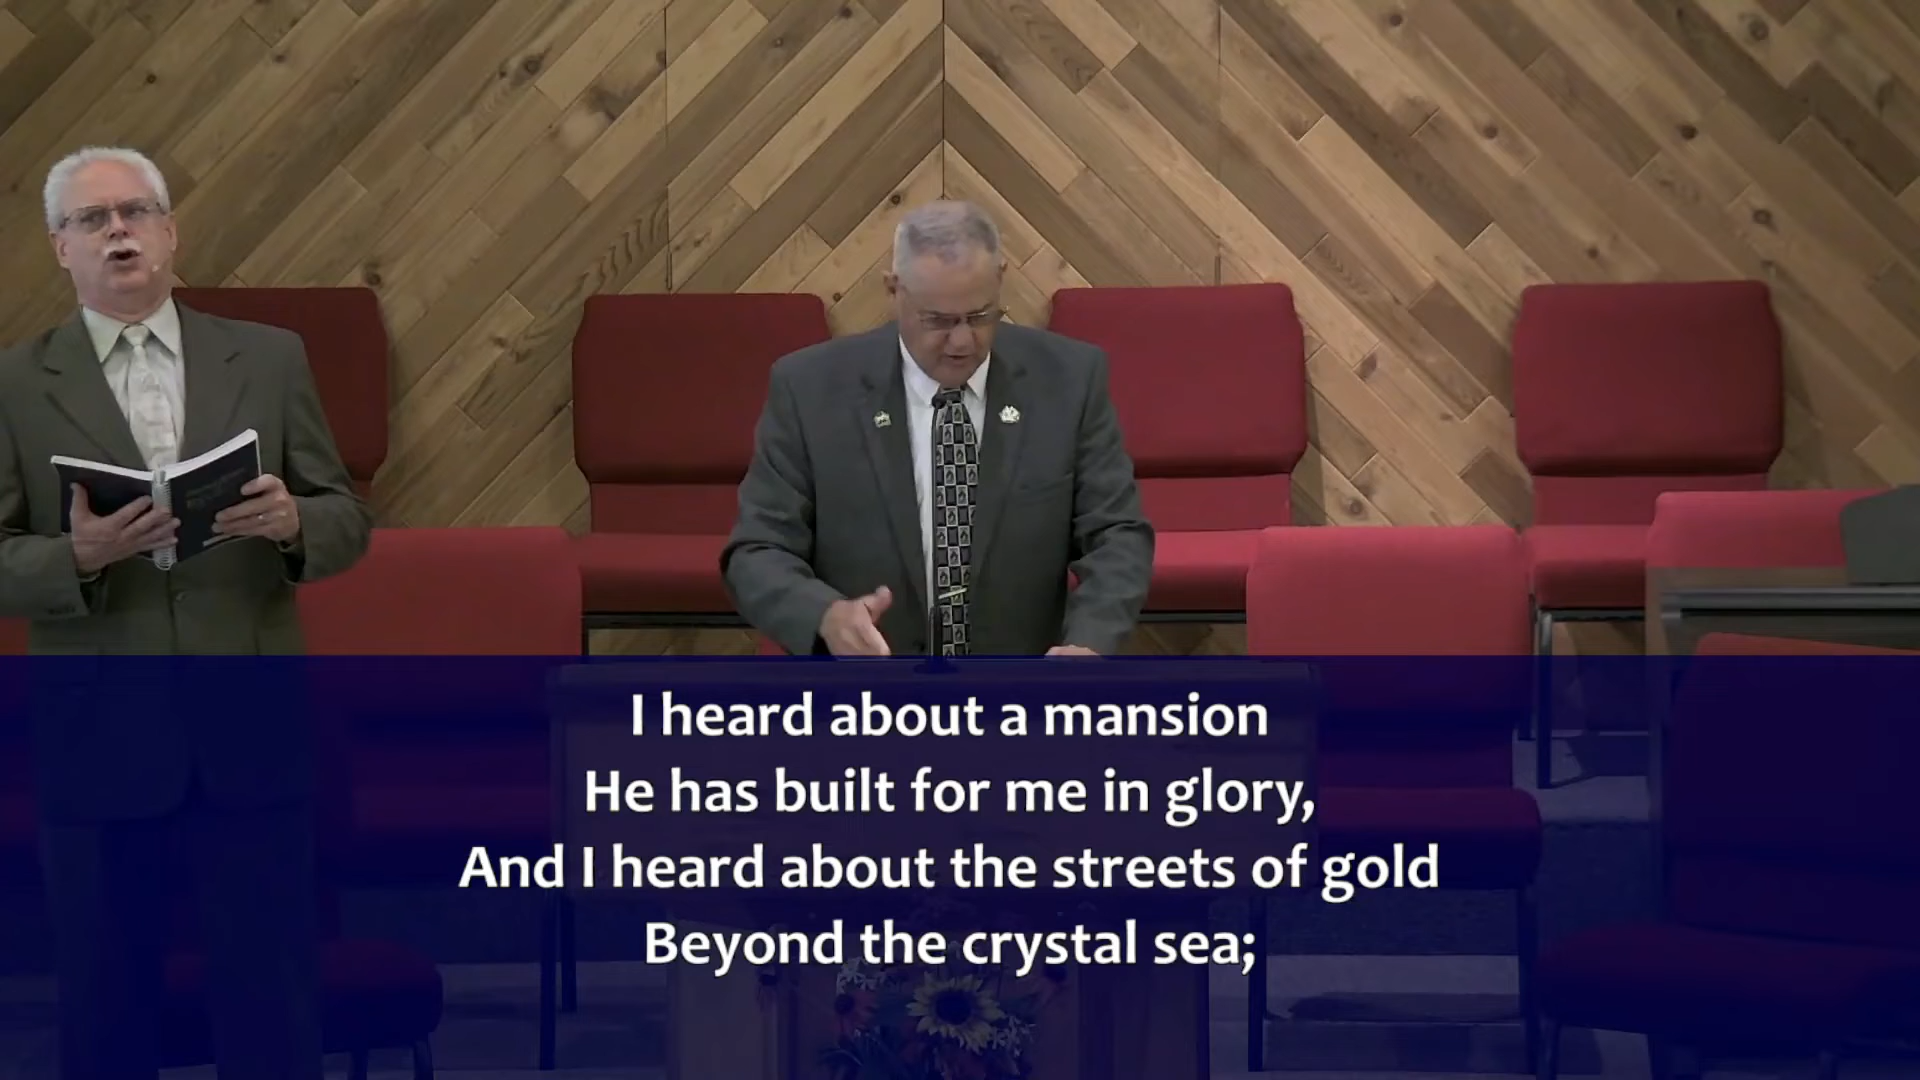 I heard about a mansion
He has built for me in glory,
And I heard about the streets of gold
Beyond the crystal sea;